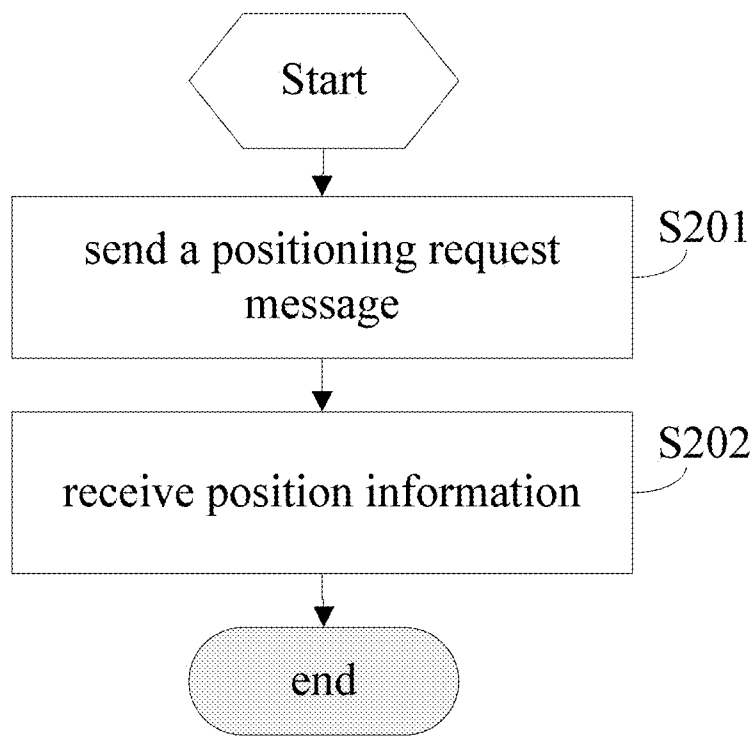 Start
S201
send a positioning request
message
S202
receive position information
end